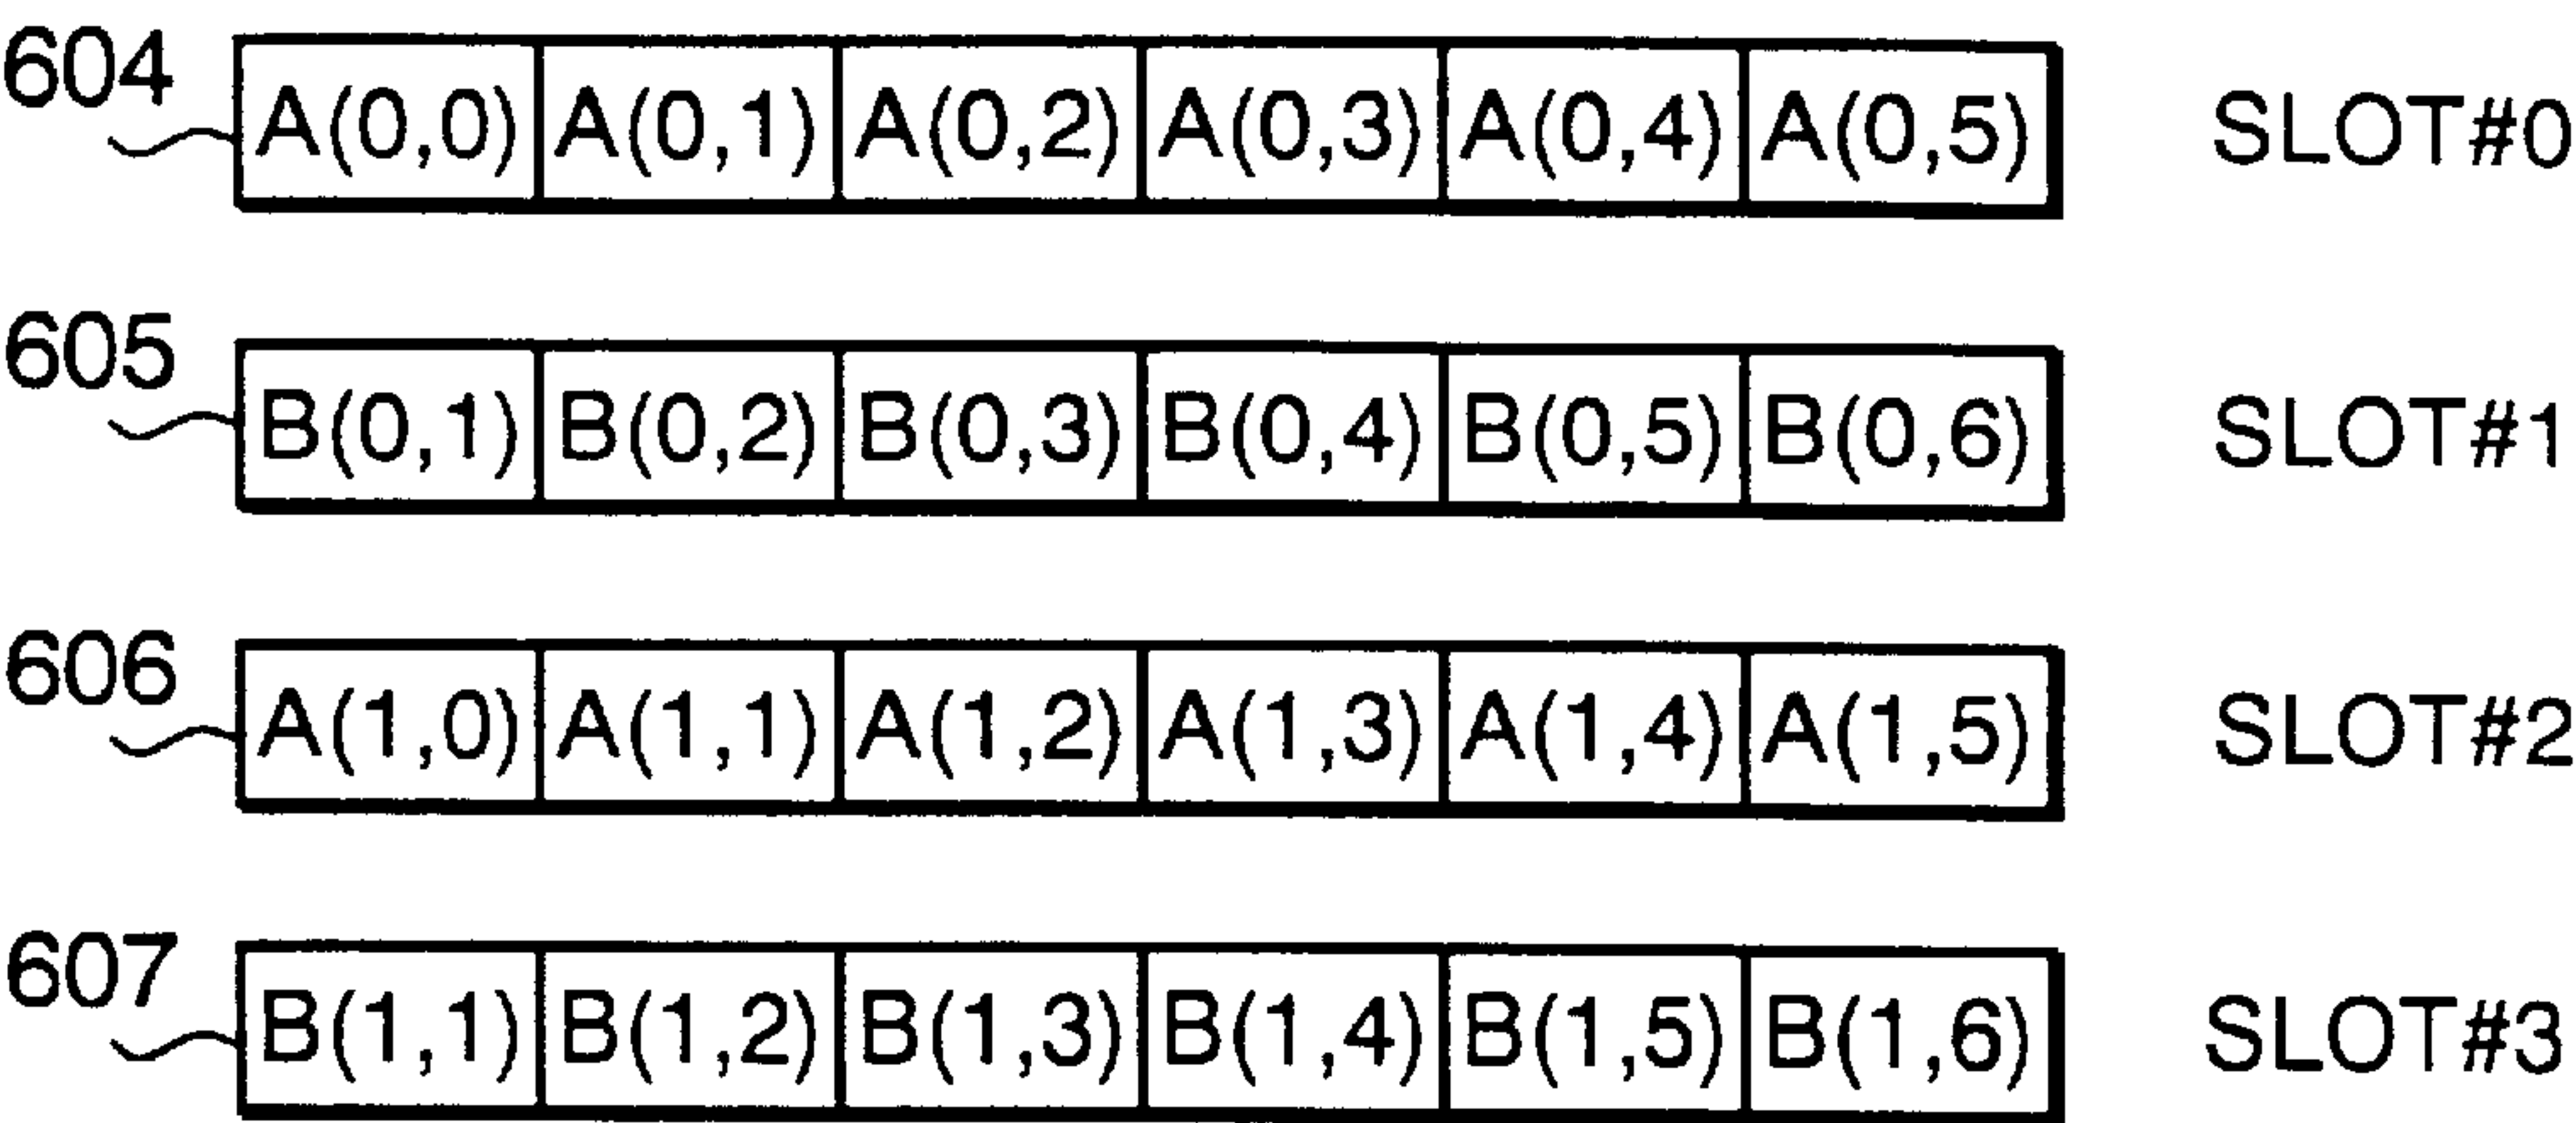 604 A(0,0) A(0,1) A(0,2) A(0,3) A(0,4) A(0,5) SLOT#0
605 B(0,1) B(0,2) B(0,3) B(0,4) B(0,5) B(0,6) SLOT#1
606 A(1,0) A(1,1) A(1,2) A(1,3) A(1,4) A(1,5) SLOT#2
607 B(1,1) B(1,2) B(1,3) B(1,4) B(1,5) B(1,6) SLOT#3